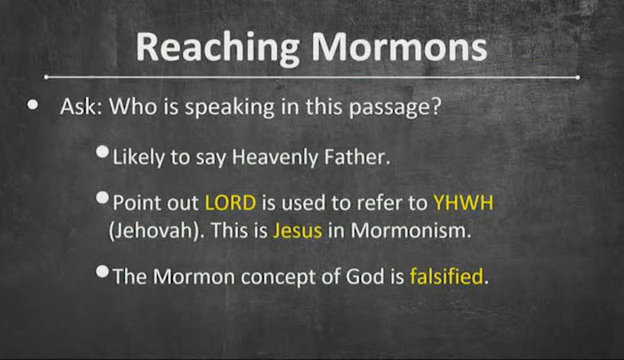 Reaching Mormons
• Ask: Who is speaking in this passage?
• Likely to say Heavenly Father.
• Point out LORD is used to refer to YHWH
(Jehovah). This is Jesus in Mormonism.
• The Mormon concept of God is falsified.